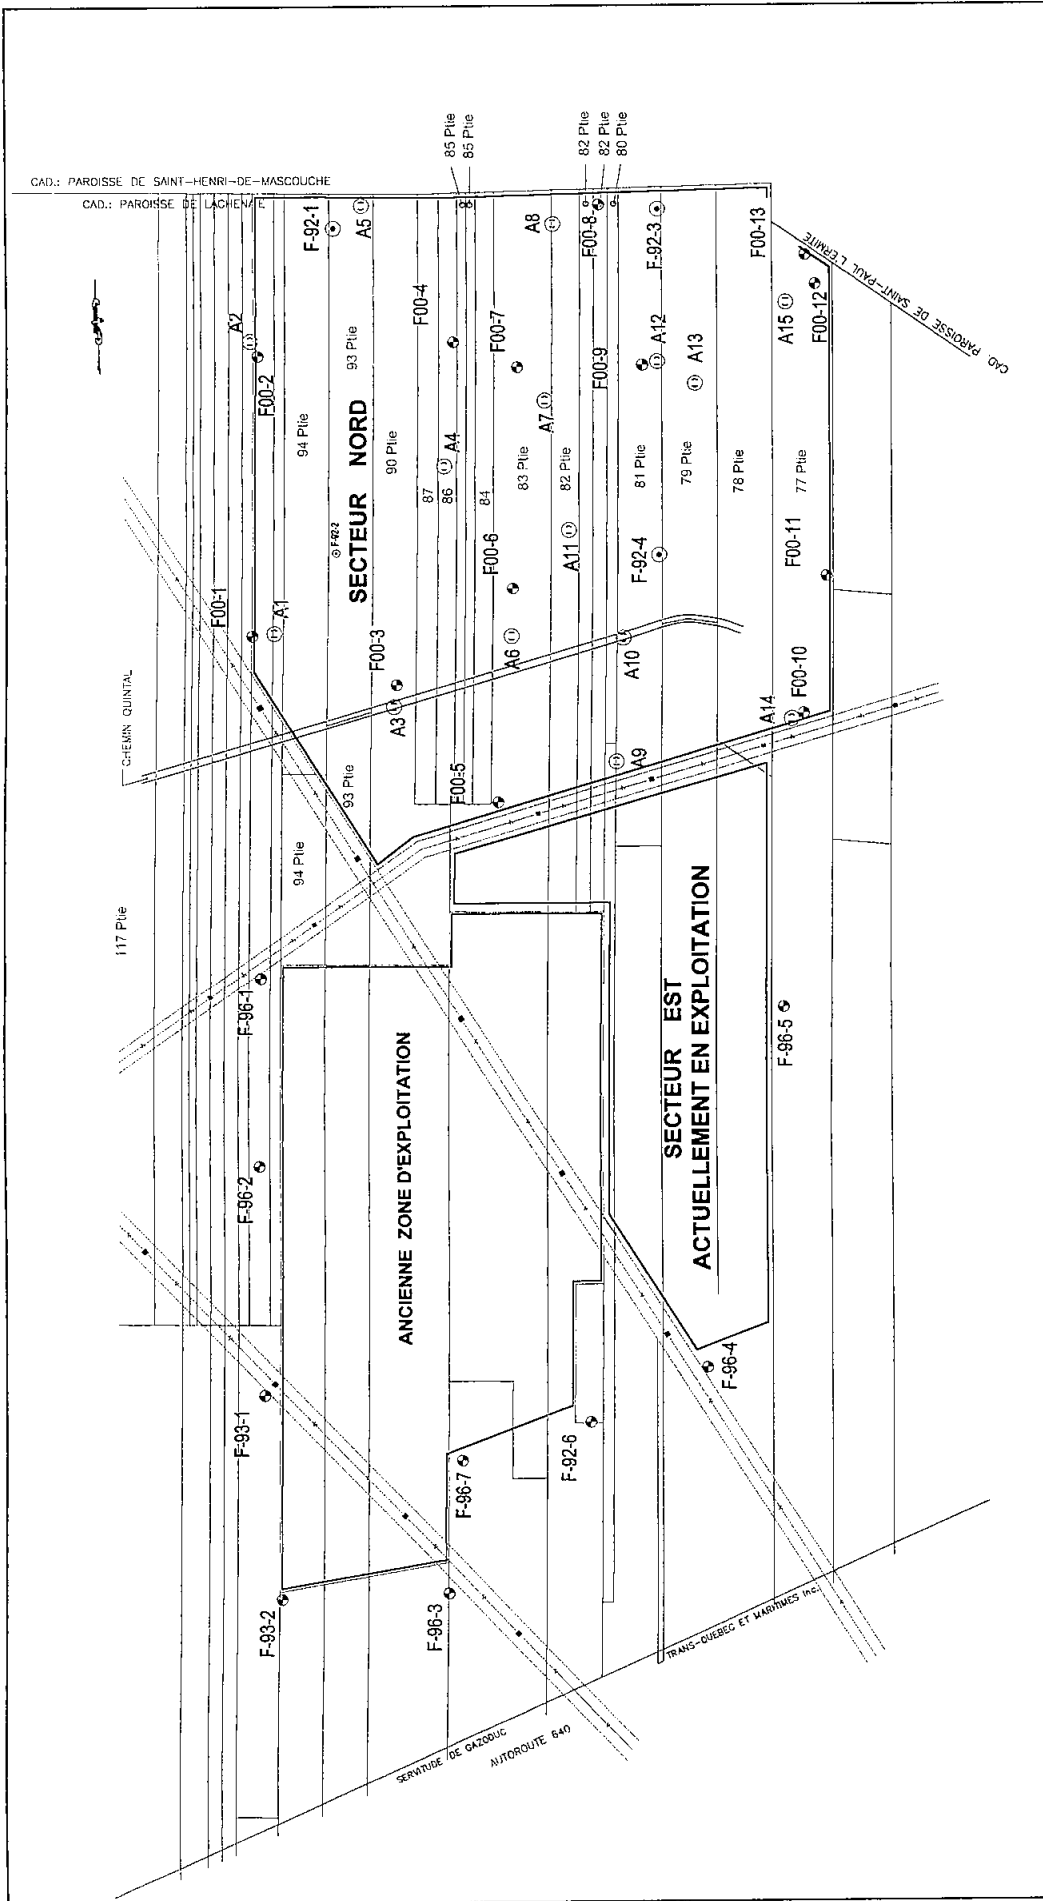 CAD.: PAROISSE DE SAINT-HENRI-DE-MASCOUCHE
CAD.: PAROISSE DE LACHENAIE
85 Ptie
85 Ptie
82 Ptie
82 Ptie
80 Ptie
F-92-1
A5
A8
F00-8
F-92-3
F00-13
CAD. PAROISSE DE SAINT-PAUL L'ERMITE
A2
F00-2
F00-4
F00-7
F00-9
A12
A13
A15
F00-12
94 Ptie
93 Ptie
SECTEUR NORD
90 Ptie
87
86
A4
84
83 Ptie
A7
82 Ptie
81 Ptie
79 Ptie
78 Ptie
77 Ptie
F-92-2
F00-6
A11
F-92-4
F00-11
F00-1
A1
F00-3
A3
A6
A10
A14
F00-10
CHEMIN QUINTAL
93 Ptie
94 Ptie
F00-5
A9
117 Ptie
F-96-1
F-96-2
ANCIENNE ZONE D'EXPLOITATION
SECTEUR EST
ACTUELLEMENT EN EXPLOITATION
F-96-5
F-96-4
F-93-1
F-96-7
F-92-6
F-93-2
F-96-3
SERVITUDE DE GAZODUC
TRANS-QUEBEC ET MARITIMES Inc.
AUTOROUTE 640